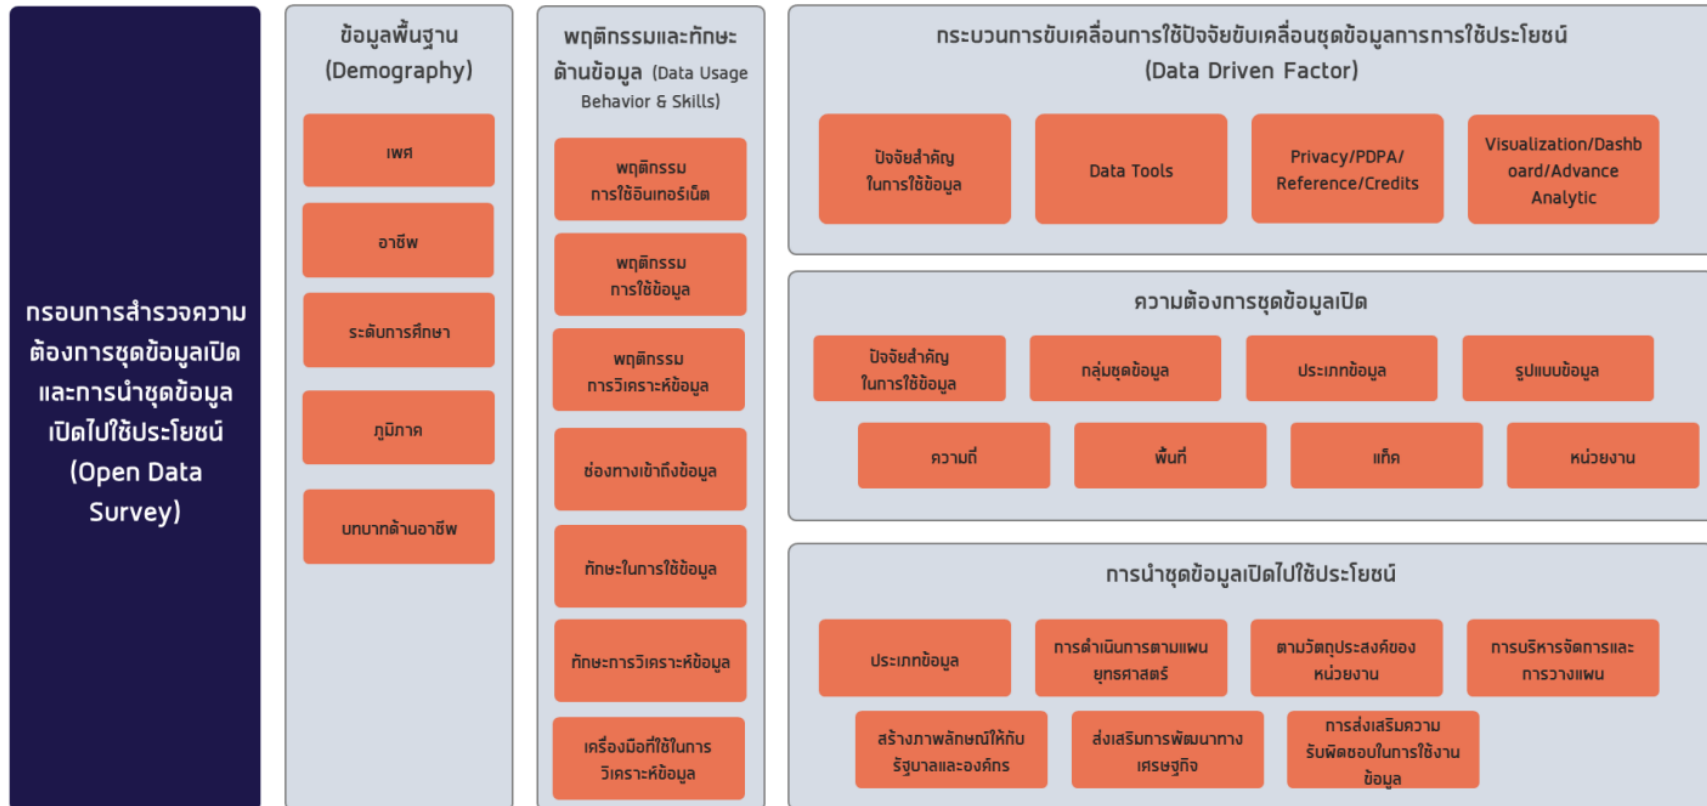 กรอบการสำรวจความ
ต้องการชุดข้อมูลเปิด
และการนำชุดข้อมูล
เปิดไปใช้ประโยชน์
(Open Data
Survey)
ข้อมูลพื้นฐาน
(Demography)
เพศ
อาชีพ
ระดับการศึกษา
ภูมิภาค
บทบาทด้านอาชีพ
พฤติกรรมและทักษะ
ด้านข้อมูล (Data Usage
Behavior & Skills)
พฤติกรรม
การใช้อินเทอร์เน็ต
พฤติกรรม
การใช้ข้อมูล
พฤติกรรม
การวิเคราะห์ข้อมูล
ช่องทางเข้าถึงข้อมูล
ทักษะในการใช้ข้อมูล
ทักษะการวิเคราะห์ข้อมูล
เครื่องมือที่ใช้ในการ
วิเคราะห์ข้อมูล
กระบวนการขับเคลื่อนการใช้ปัจจัยขับเคลื่อนชุดข้อมูลการการใช้ประโยชน์
(Data Driven Factor)
ปัจจัยสำคัญ
ในการใช้ข้อมูล
Data Tools
Privacy/PDPA/
Reference/Credits
Visualization/Dashb
oard/Advance
Analytic
ความต้องการชุดข้อมูลเปิด
ปัจจัยสำคัญ
ในการใช้ข้อมูล
กลุ่มชุดข้อมูล
ประเภทข้อมูล
รูปแบบข้อมูล
ความถี่
พื้นที่
แท็ค
หน่วยงาน
การนำชุดข้อมูลเปิดไปใช้ประโยชน์
ประเภทข้อมูล
การดำเนินการตามแผน
ยุทธศาสตร์
ตามวัตถุประสงค์ของ
หน่วยงาน
การบริหารจัดการและ
การวางแผน
สร้างภาพลักษณ์ให้กับ
รัฐบาลและองค์กร
ส่งเสริมการพัฒนาทาง
เศรษฐกิจ
การส่งเสริมความ
รับผิดชอบในการใช้งาน
ข้อมูล